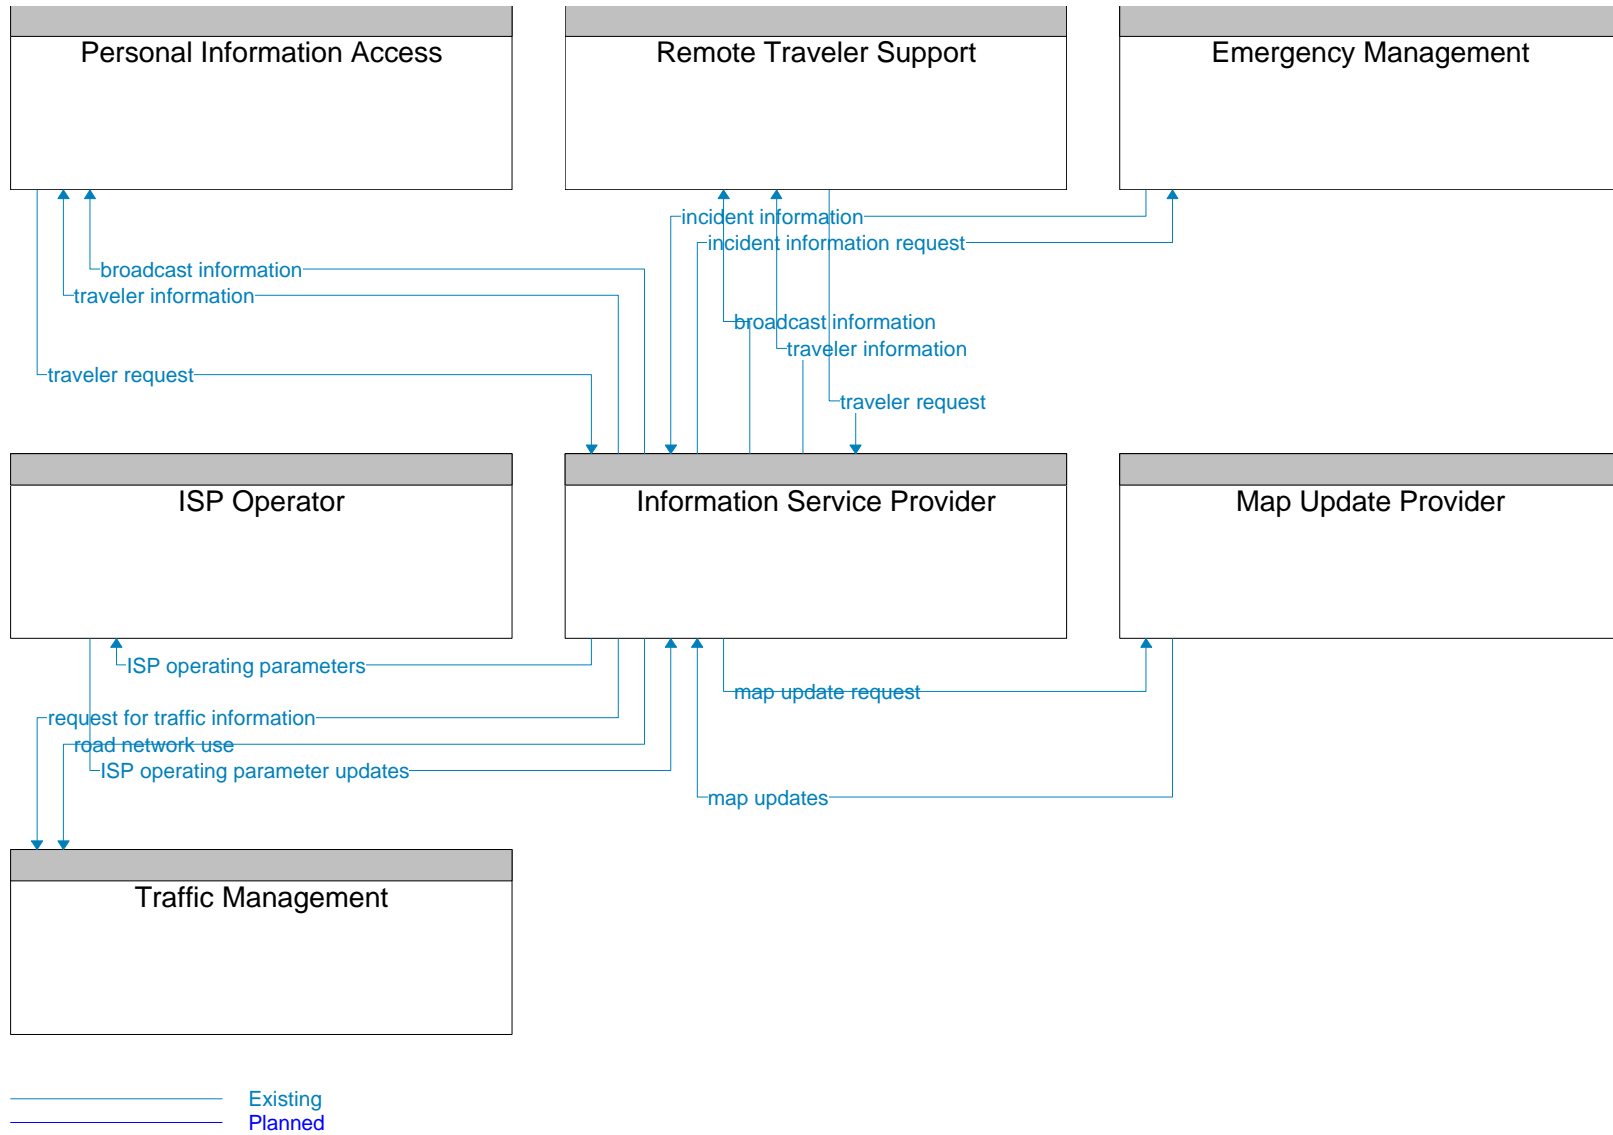 Personal Information Access
Remote Traveler Support
Emergency Management
incident information
incident information request
broadcast information
traveler information
broadcast information
traveler information
traveler request
traveler request
ISP Operator
Information Service Provider
Map Update Provider
ISP operating parameters
map update request
request for traffic information
road network use
ISP operating parameter updates
map updates
Traffic Management
Existing
Planned